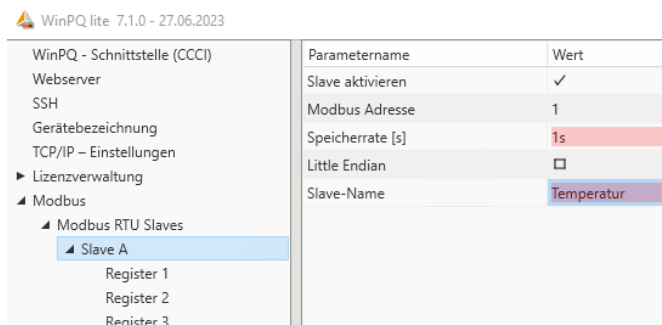 WinPQ lite 7.1.0 - 27.06.2023
WinPQ - Schnittstelle (CCCI)
Webserver
SSH
Gerätebezeichnung
TCP/IP – Einstellungen
Lizenzverwaltung
Modbus
Modbus RTU Slaves
Slave A
Register 1
Register 2
Register 3
Parametername Wert
Slave aktivieren ✓
Modbus Adresse 1
Speicherrate [s] 1s
Little Endian
Slave-Name Temperatur